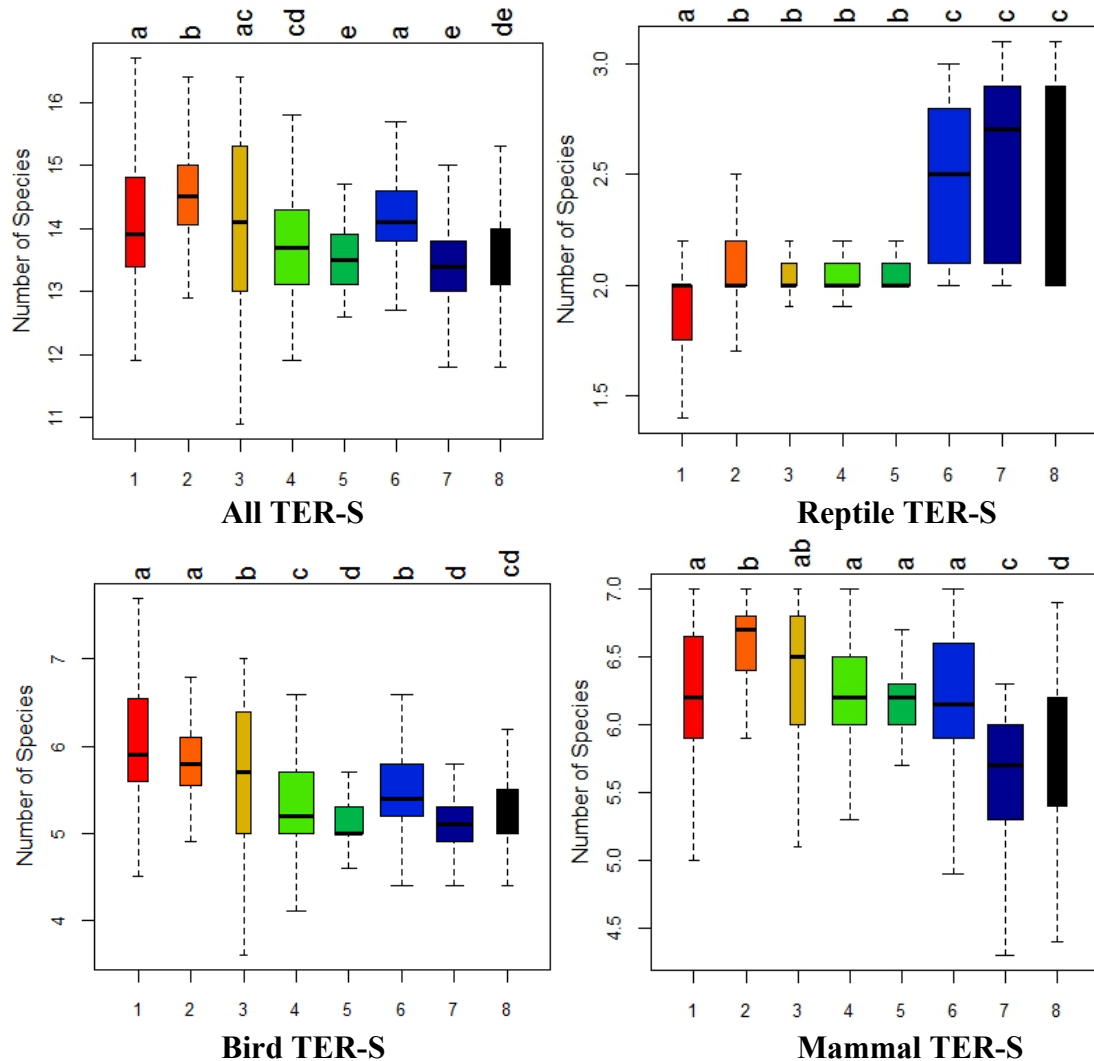 a b ac cd e a e de
Number of Species
16
15
14
13
12
11
1 2 3 4 5 6 7 8
All TER-S
a b b b b c c c
Number of Species
3.0
2.5
2.0
1.5
1 2 3 4 5 6 7 8
Reptile TER-S
a a b c d b d cd
Number of Species
7
6
5
4
1 2 3 4 5 6 7 8
Bird TER-S
a b ab a a a c d
Number of Species
7.0
6.5
6.0
5.5
5.0
4.5
1 2 3 4 5 6 7 8
Mammal TER-S